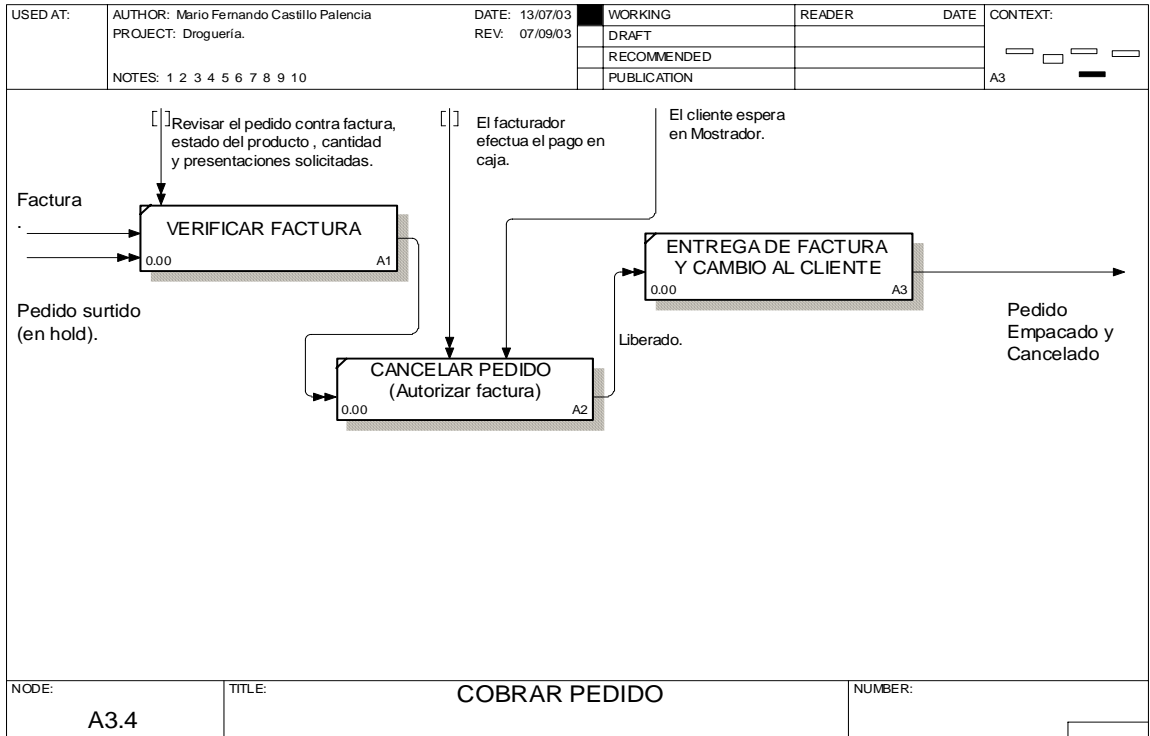 USED AT:
AUTHOR: Mario Fernando Castillo Palencia
DATE: 13/07/03
PROJECT: Droguería.
REV: 07/09/03
NOTES: 1 2 3 4 5 6 7 8 9 10
WORKING
DRAFT
RECOMMENDED
PUBLICATION
READER
DATE
CONTEXT:
A3
Revisar el pedido contra factura,
estado del producto , cantidad
y presentaciones solicitadas.
El facturador
efectua el pago en
caja.
El cliente espera
en Mostrador.
Factura
.
VERIFICAR FACTURA
0.00
A1
Pedido surtido
(en hold).
CANCELAR PEDIDO
(Autorizar factura)
0.00
A2
Liberado.
ENTREGA DE FACTURA
Y CAMBIO AL CLIENTE
0.00
A3
Pedido
Empacado y
Cancelado
NODE:
A3.4
TITLE:
COBRAR PEDIDO
NUMBER: